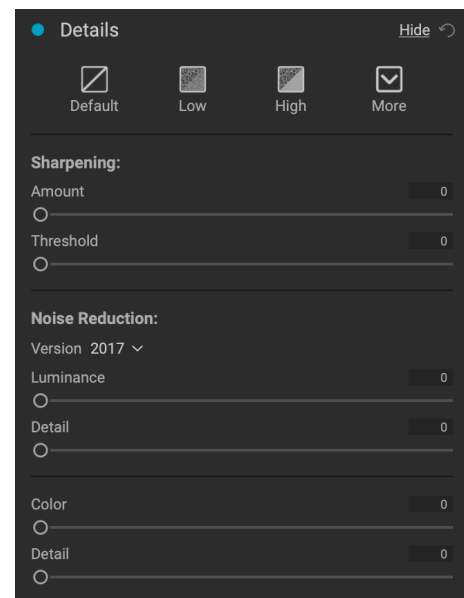 Details Hide
Default Low High More
Sharpening:
Amount 0
Threshold 0
Noise Reduction:
Version 2017
Luminance 0
Detail 0
Color 0
Detail 0